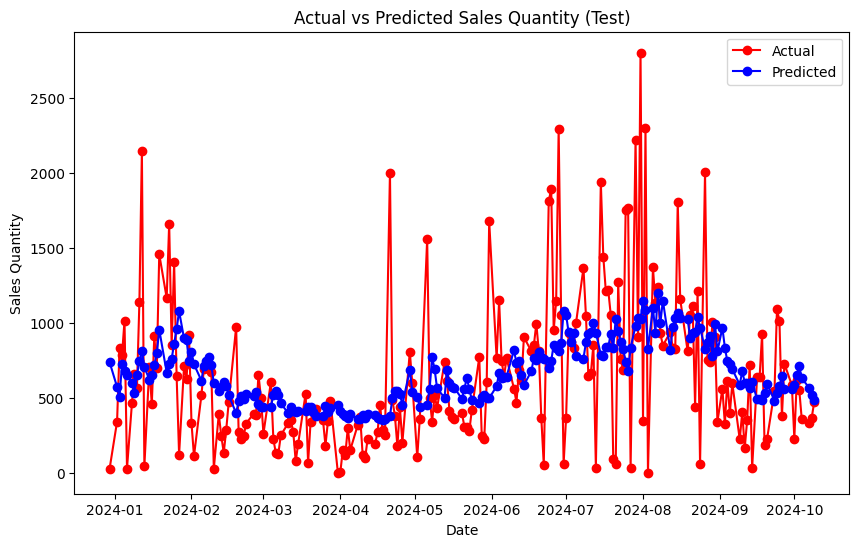 Actual vs Predicted Sales Quantity (Test)
Actual
Predicted
Sales Quantity
2500
2000
1500
1000
500
0
2024-01 2024-02 2024-03 2024-04 2024-05 2024-06 2024-07 2024-08 2024-09 2024-10
Date